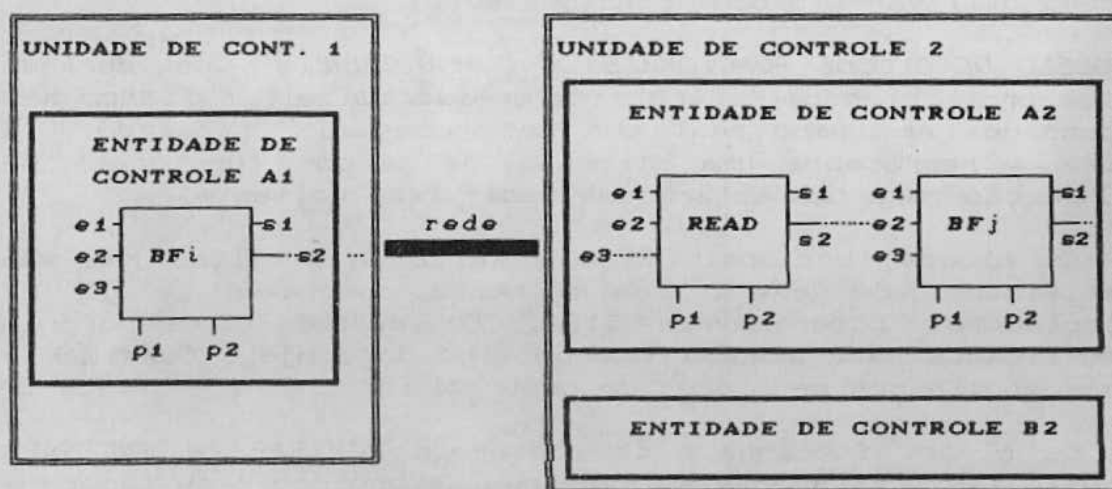 UNIDADE DE CONT. 1
ENTIDADE DE
CONTROLE A1
e1
e2
e3
BFi
s1
s2
p1 p2
rede
UNIDADE DE CONTROLE 2
ENTIDADE DE CONTROLE A2
e1
e2
e3
READ
s1
s2
p1 p2
e1
e2
e3
BFj
s1
s2
p1 p2
ENTIDADE DE CONTROLE B2